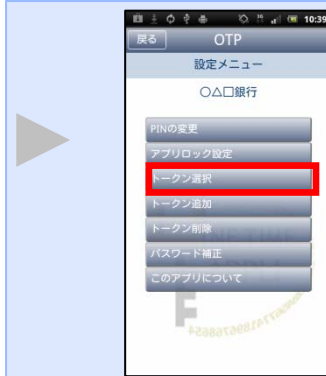 10:39
戻る OTP
設定メニュー
○△□銀行
PINの変更
アプリロック設定
トークン選択
トークン追加
トークン削除
パスワード補正
このアプリについて